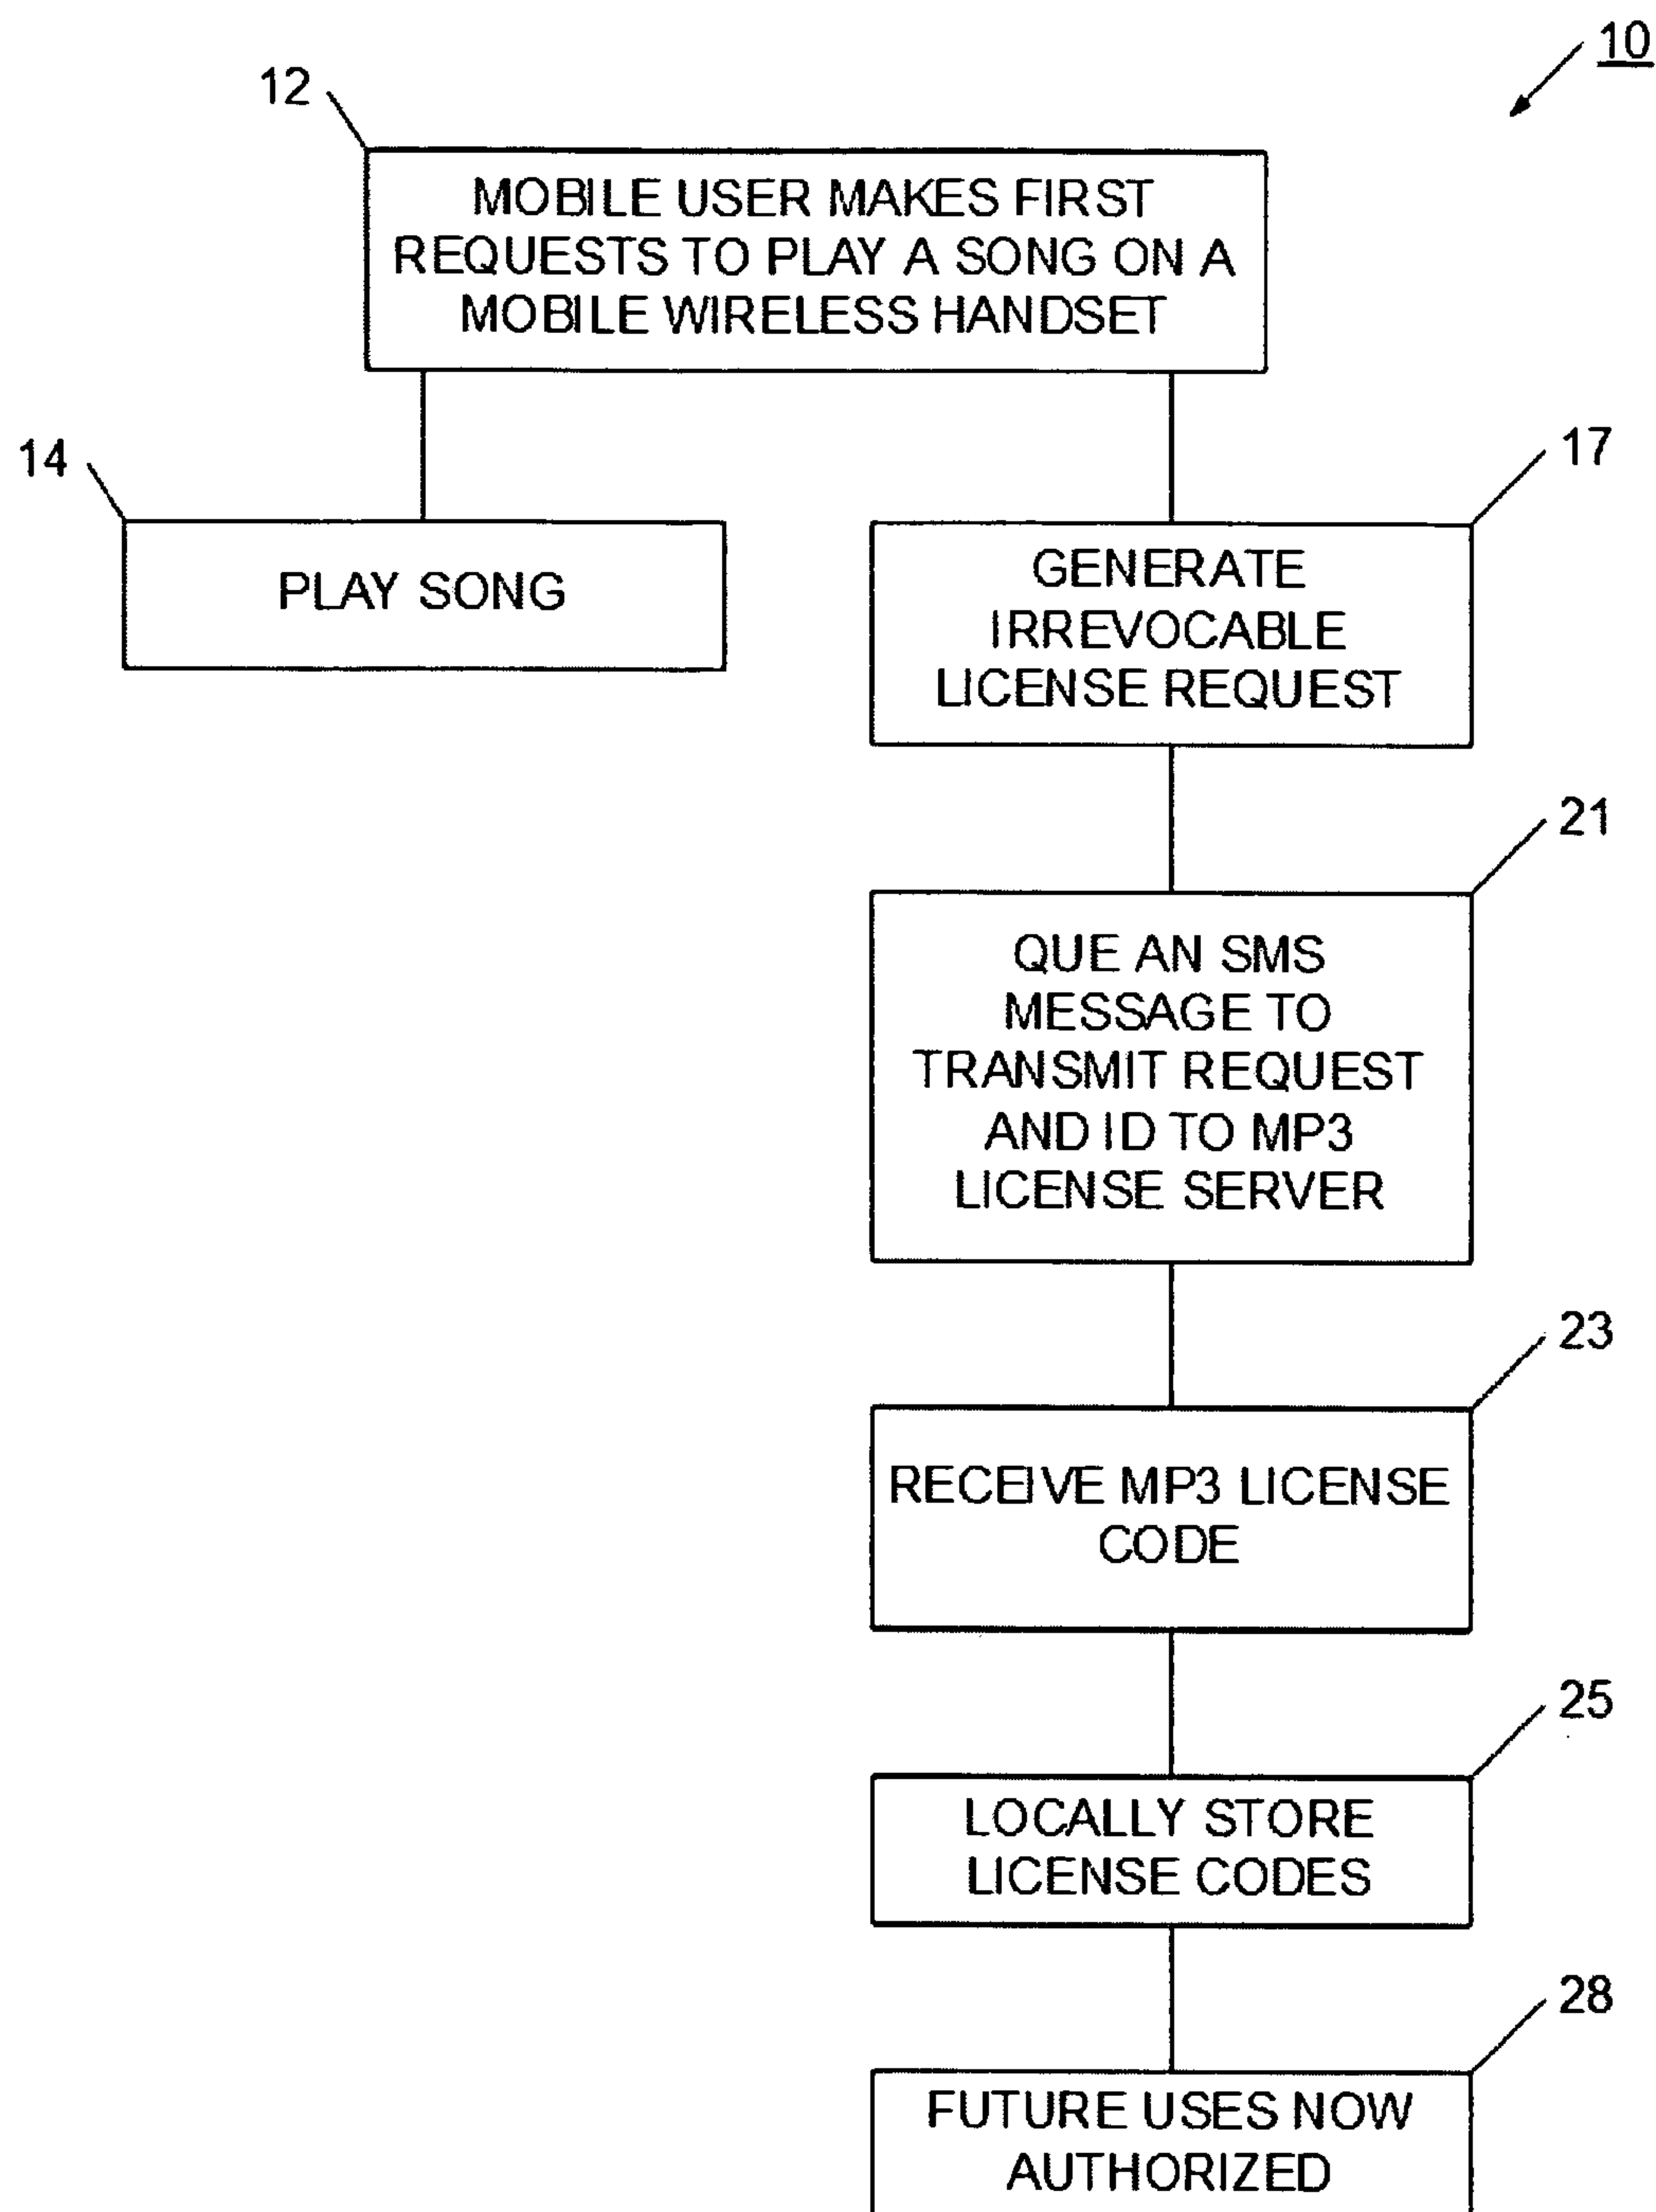 10
12
MOBILE USER MAKES FIRST
REQUESTS TO PLAY A SONG ON A
MOBILE WIRELESS HANDSET
14
PLAY SONG
17
GENERATE
IRREVOCABLE
LICENSE REQUEST
21
QUE AN SMS
MESSAGE TO
TRANSMIT REQUEST
AND ID TO MP3
LICENSE SERVER
23
RECEIVE MP3 LICENSE
CODE
25
LOCALLY STORE
LICENSE CODES
28
FUTURE USES NOW
AUTHORIZED